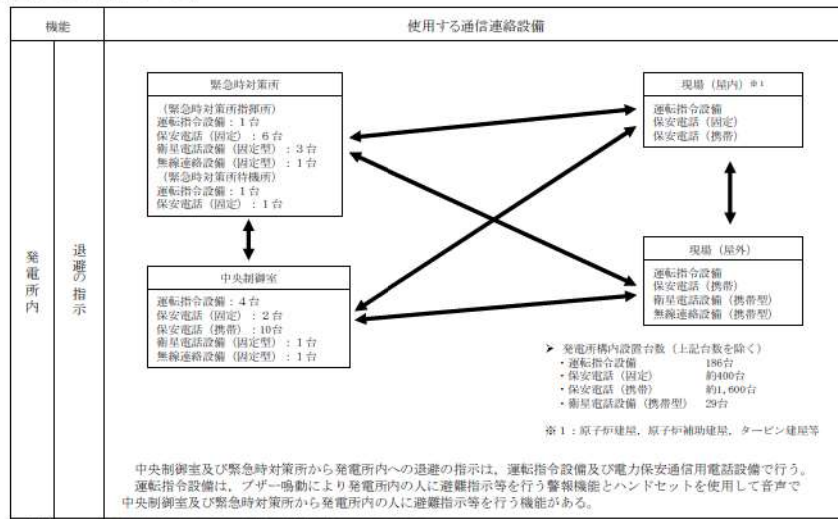 機能
使用する通信連絡設備
発電所内
退避の指示
緊急時対策所
(緊急時対策所指揮所)
運転指令設備：1台
保安電話（固定）：6台
衛星電話設備（固定型）：3台
無線連絡設備（固定型）：1台
(緊急時対策所待機所)
運転指令設備：1台
保安電話（固定）：1台
現場（屋内）※1
運転指令設備
保安電話（固定）
保安電話（携帯）
中央制御室
運転指令設備：4台
保安電話（固定）：2台
保安電話（携帯）：10台
衛星電話設備（固定型）：1台
無線連絡設備（固定型）：1台
現場（屋外）
運転指令設備
保安電話（携帯）
衛星電話設備（携帯型）
無線連絡設備（携帯型）
➢ 発電所構内設置台数（上記台数を除く）
・運転指令設備 186台
・保安電話（固定） 約400台
・保安電話（携帯） 約1,600台
・衛星電話設備（携帯型） 29台
※1：原子炉建屋，原子炉補助建屋，タービン建屋等
中央制御室及び緊急時対策所から発電所内への退避の指示は，運転指令設備及び電力保安通信用電話設備で行う。
運転指令設備は，ブザー鳴動により発電所内の人に避難指示等を行う警報機能とハンドセットを使用して音声で
中央制御室及び緊急時対策所から発電所内の人に避難指示等を行う機能がある。